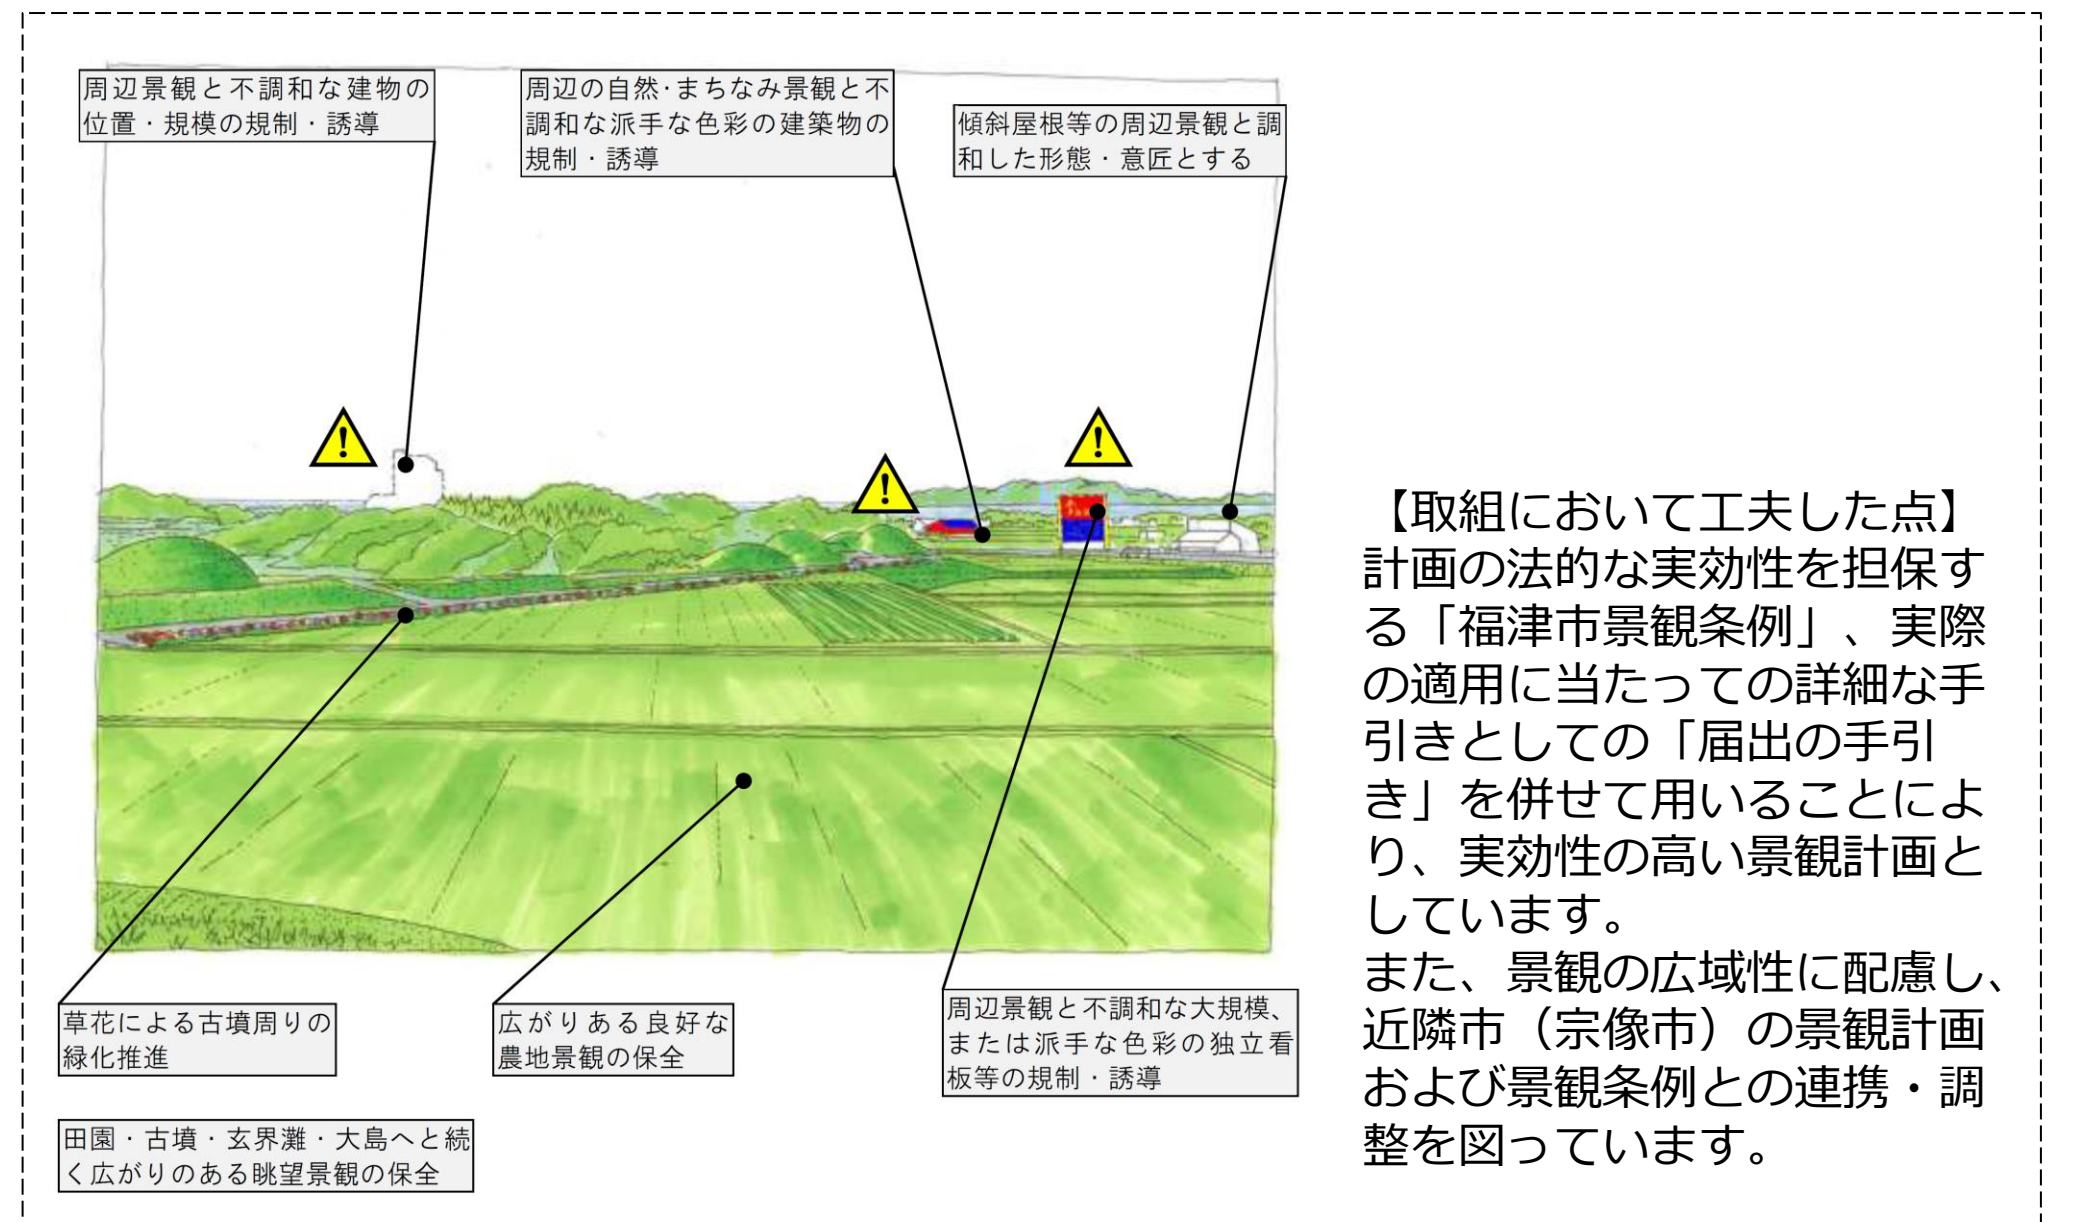 周辺景観と不調和な建物の
位置・規模の規制・誘導
周辺の自然・まちなみ景観と不
調和な派手な色彩の建築物の
規制・誘導
傾斜屋根等の周辺景観と調
和した形態・意匠とする
草花による古墳周りの
緑化推進
広がりある良好な
農地景観の保全
周辺景観と不調和な大規模、
または派手な色彩の独立看
板等の規制・誘導
田園・古墳・玄界灘・大島へと続
く広がりのある眺望景観の保全
【取組において工夫した点】
計画の法的な実効性を担保す
る「福津市景観条例」、実際
の適用に当たっての詳細な手
引きとしての「届出の手引
き」を併せて用いることによ
り、実効性の高い景観計画と
しています。
また、景観の広域性に配慮し、
近隣市（宗像市）の景観計画
および景観条例との連携・調
整を図っています。